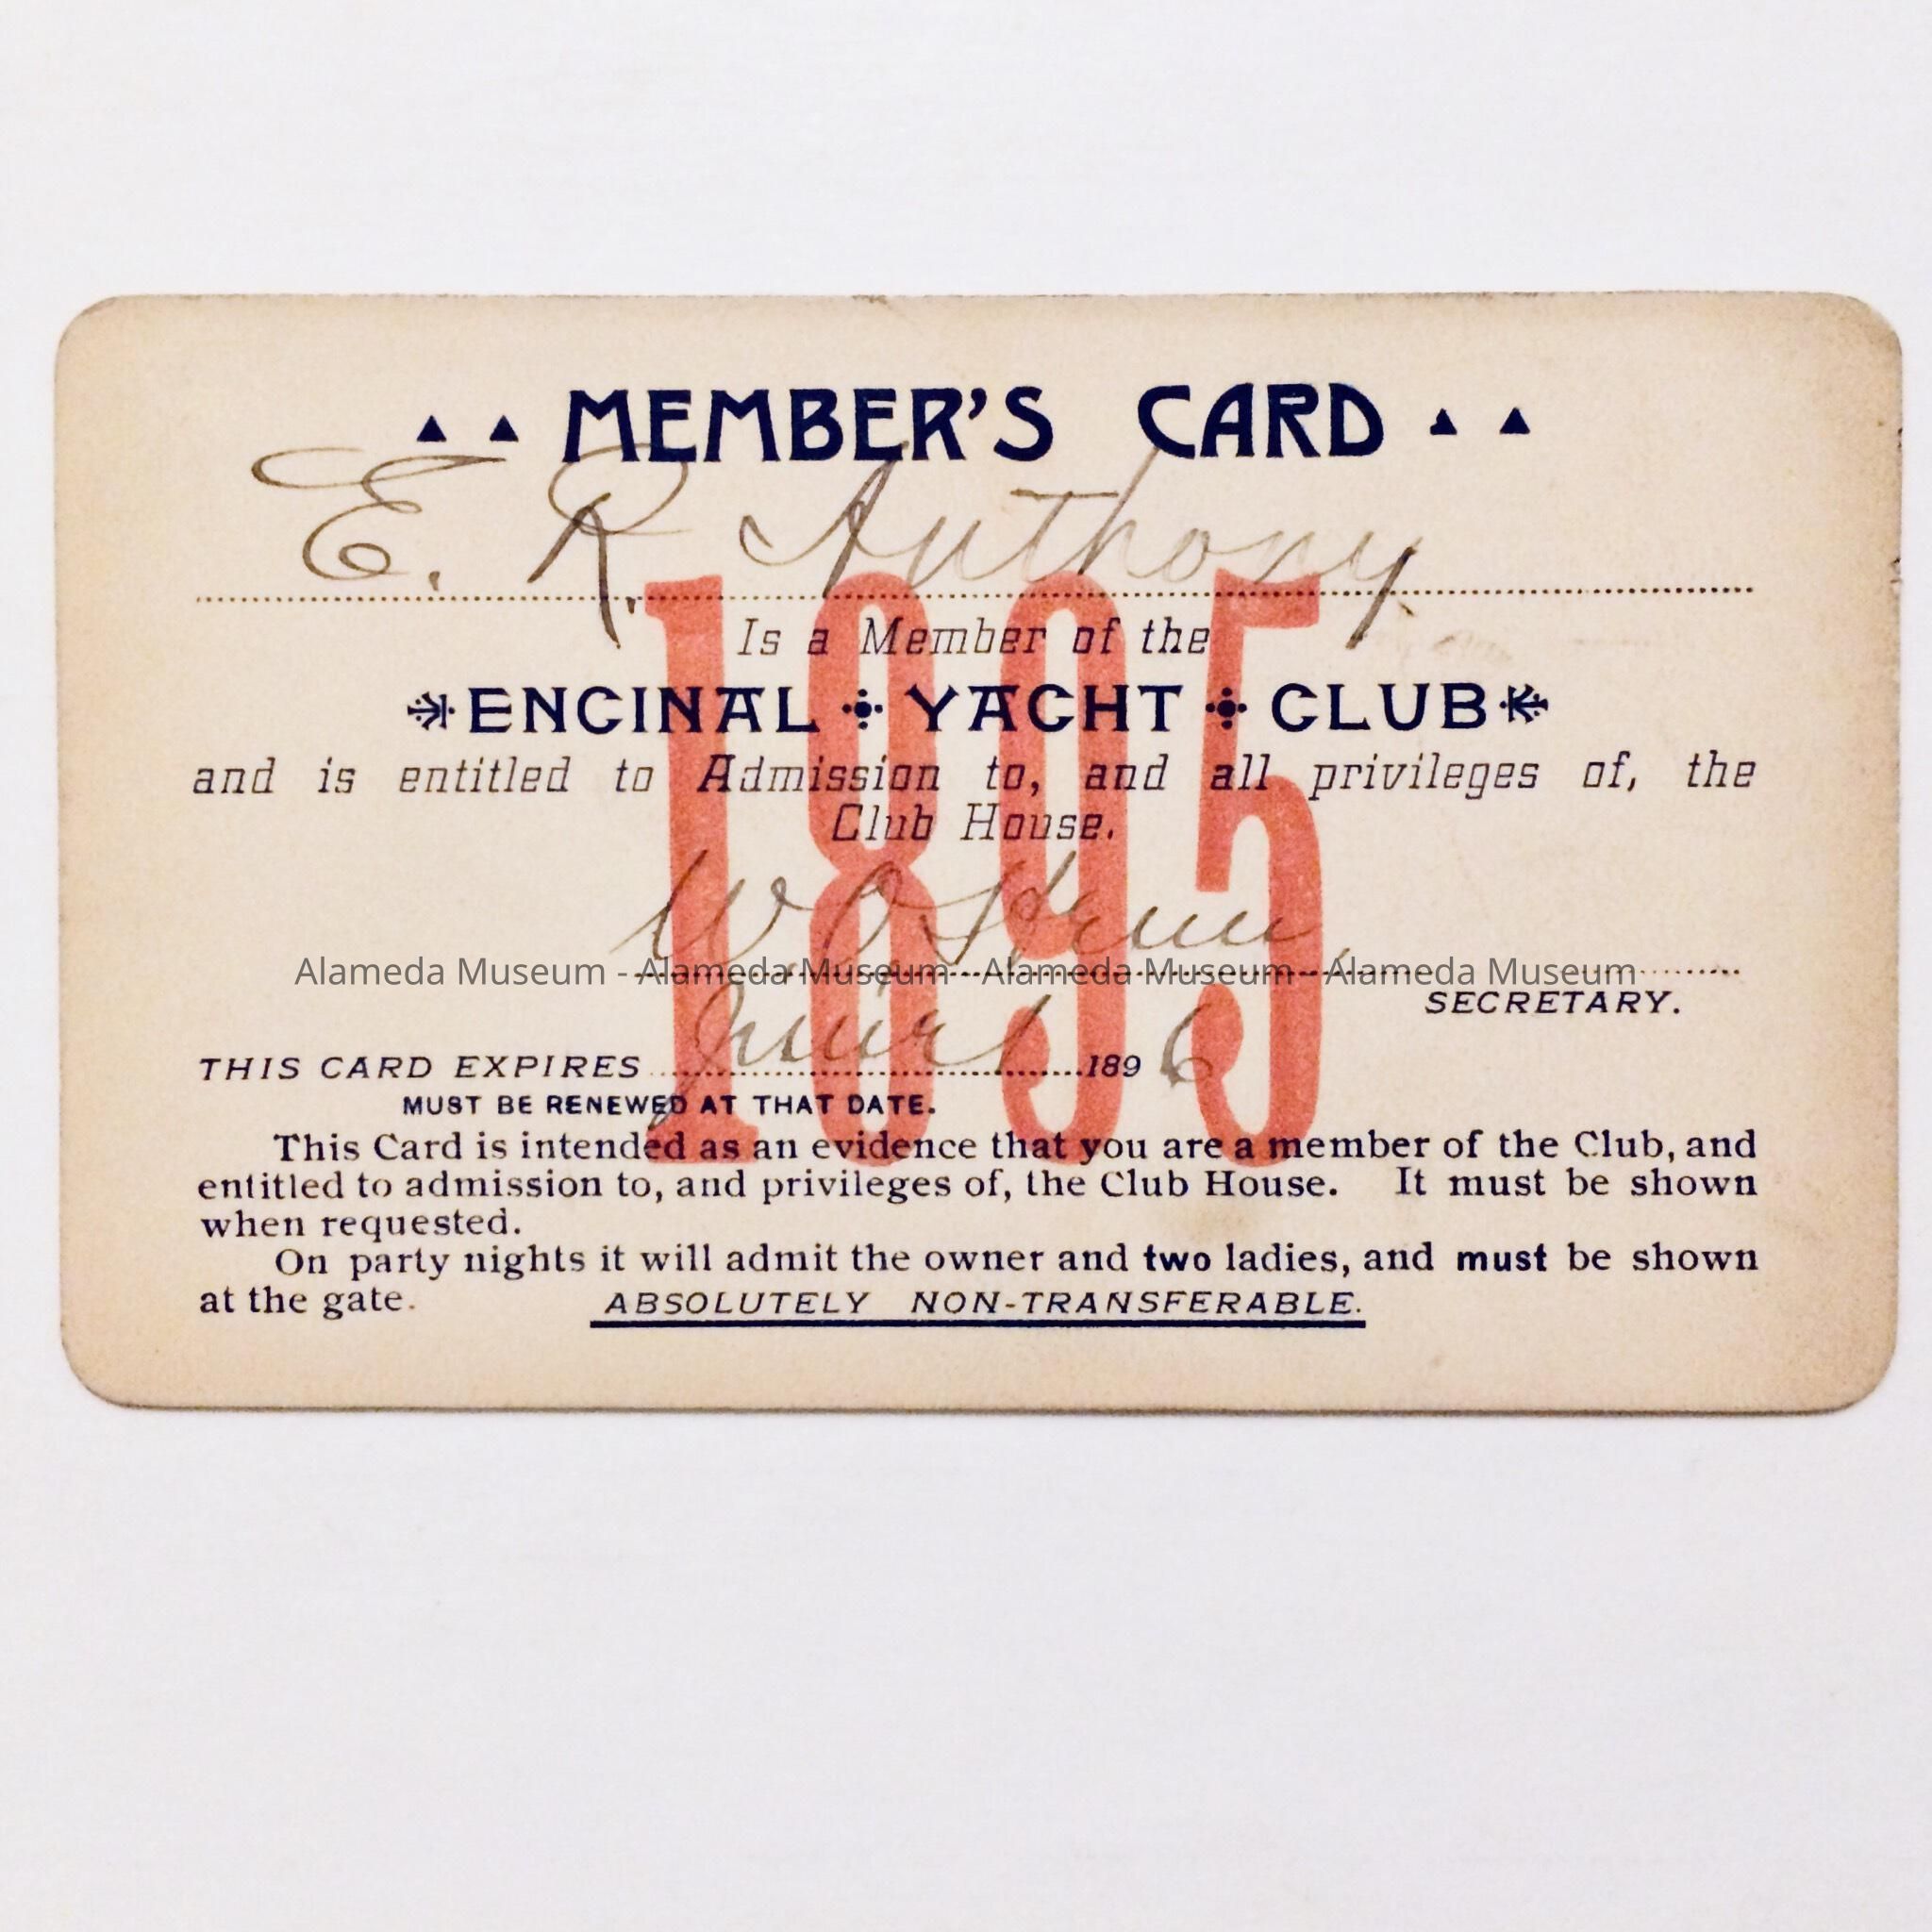 MEMBER'S CARD
E. R. Anthony
1895
Is a Member of the
ENCINAL YACHT CLUB
and is entitled to Admission to, and all privileges of, the
Club House.
W. O.
Alameda Museum - Alameda Museum - Alameda Museum - Alameda Museum
SECRETARY.
THIS CARD EXPIRES 1896
MUST BE RENEWED AT THAT DATE.
This Card is intended as an evidence that you are a member of the Club, and
entitled to admission to, and privileges of, the Club House. It must be shown
when requested.
On party nights it will admit the owner and two ladies, and must be shown
at the gate. ABSOLUTELY NON-TRANSFERABLE.